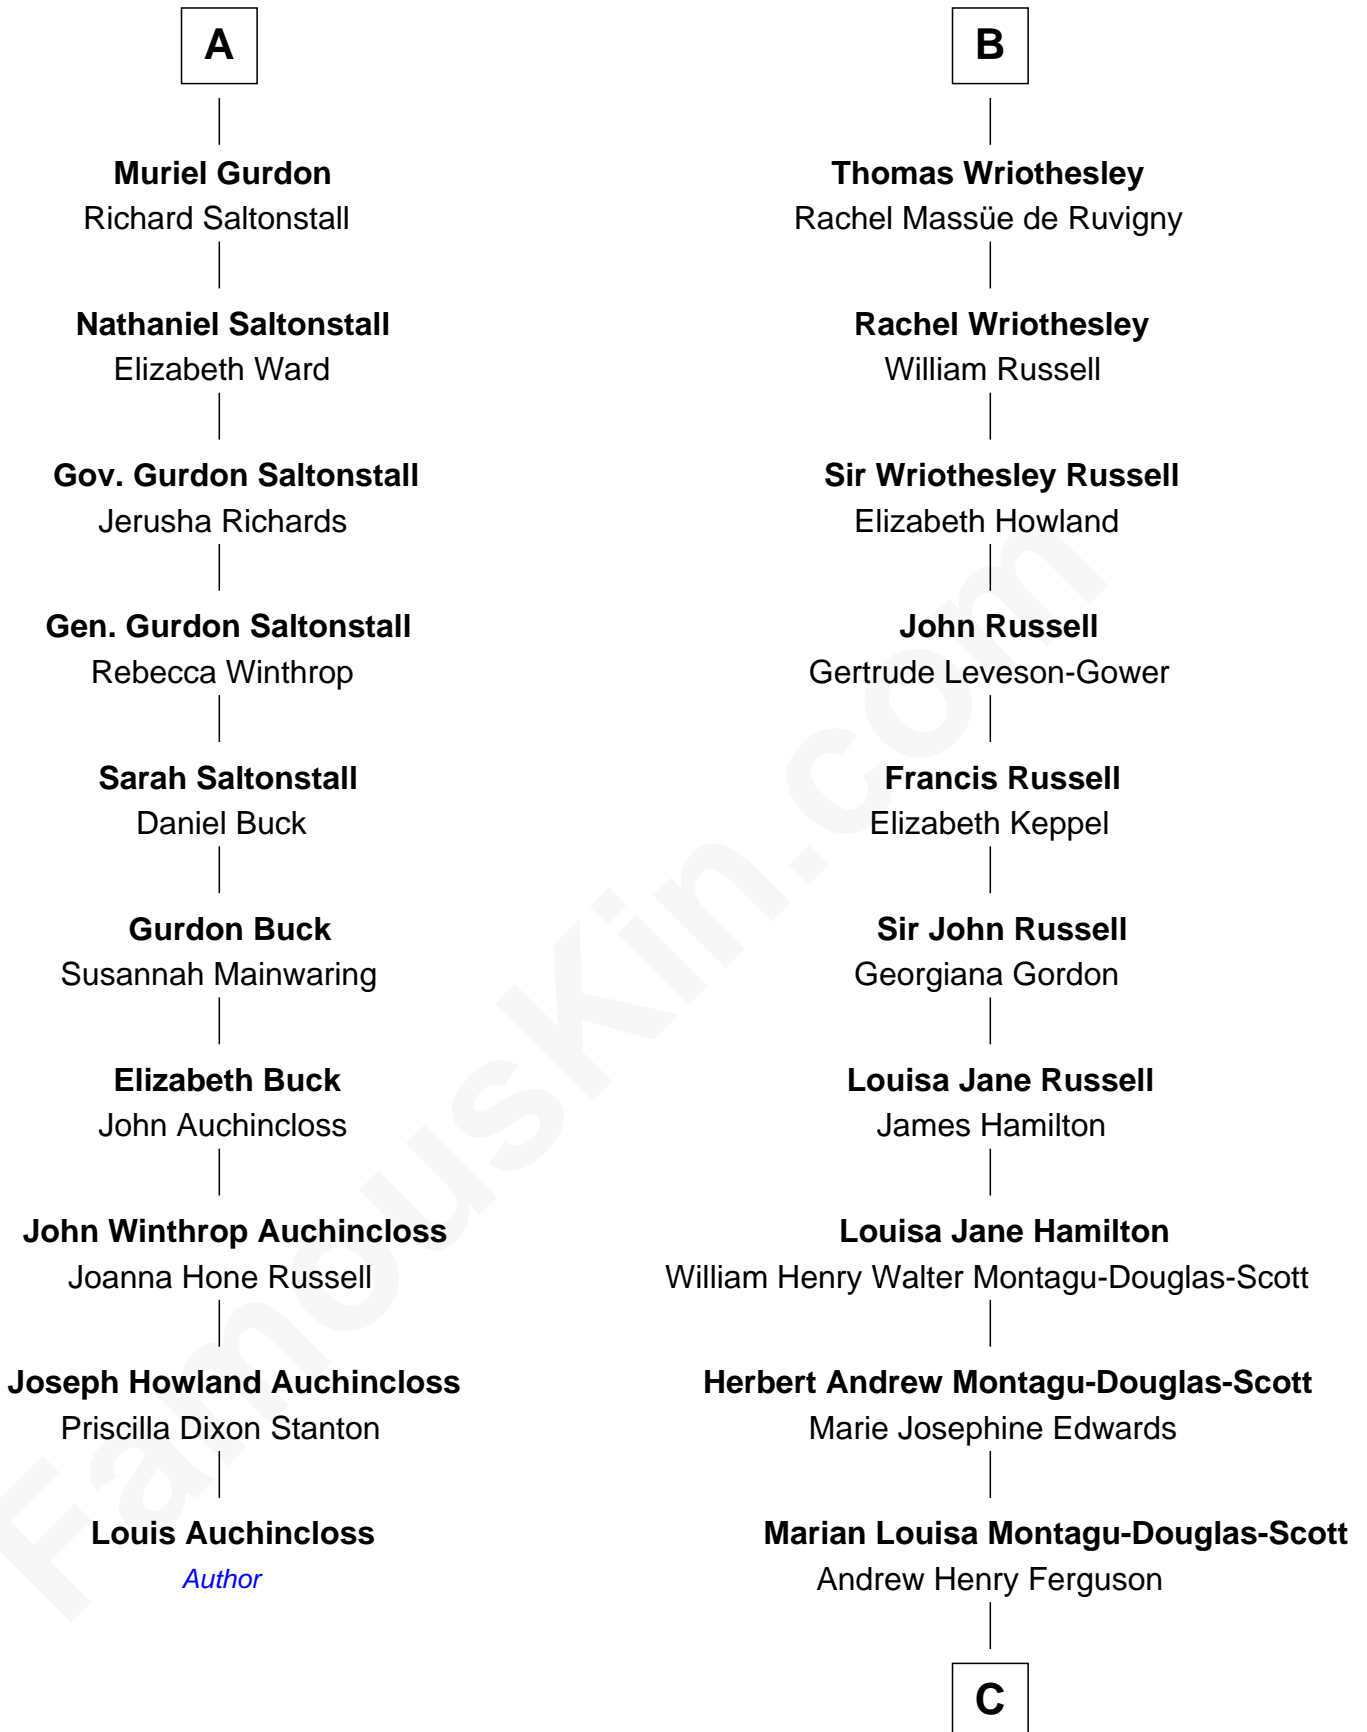 A
Muriel Gurdon
Richard Saltonstall
Nathaniel Saltonstall
Elizabeth Ward
Gov. Gurdon Saltonstall
Jerusha Richards
Gen. Gurdon Saltonstall
Rebecca Winthrop
Sarah Saltonstall
Daniel Buck
Gurdon Buck
Susannah Mainwaring
Elizabeth Buck
John Auchincloss
John Winthrop Auchincloss
Joanna Hone Russell
Joseph Howland Auchincloss
Priscilla Dixon Stanton
Louis Auchincloss
Author
B
Thomas Wriothesley
Rachel Massüe de Ruvigny
Rachel Wriothesley
William Russell
Sir Wriothesley Russell
Elizabeth Howland
John Russell
Gertrude Leveson-Gower
Francis Russell
Elizabeth Keppel
Sir John Russell
Georgiana Gordon
Louisa Jane Russell
James Hamilton
Louisa Jane Hamilton
William Henry Walter Montagu-Douglas-Scott
Herbert Andrew Montagu-Douglas-Scott
Marie Josephine Edwards
Marian Louisa Montagu-Douglas-Scott
Andrew Henry Ferguson
C
FamousKin.com